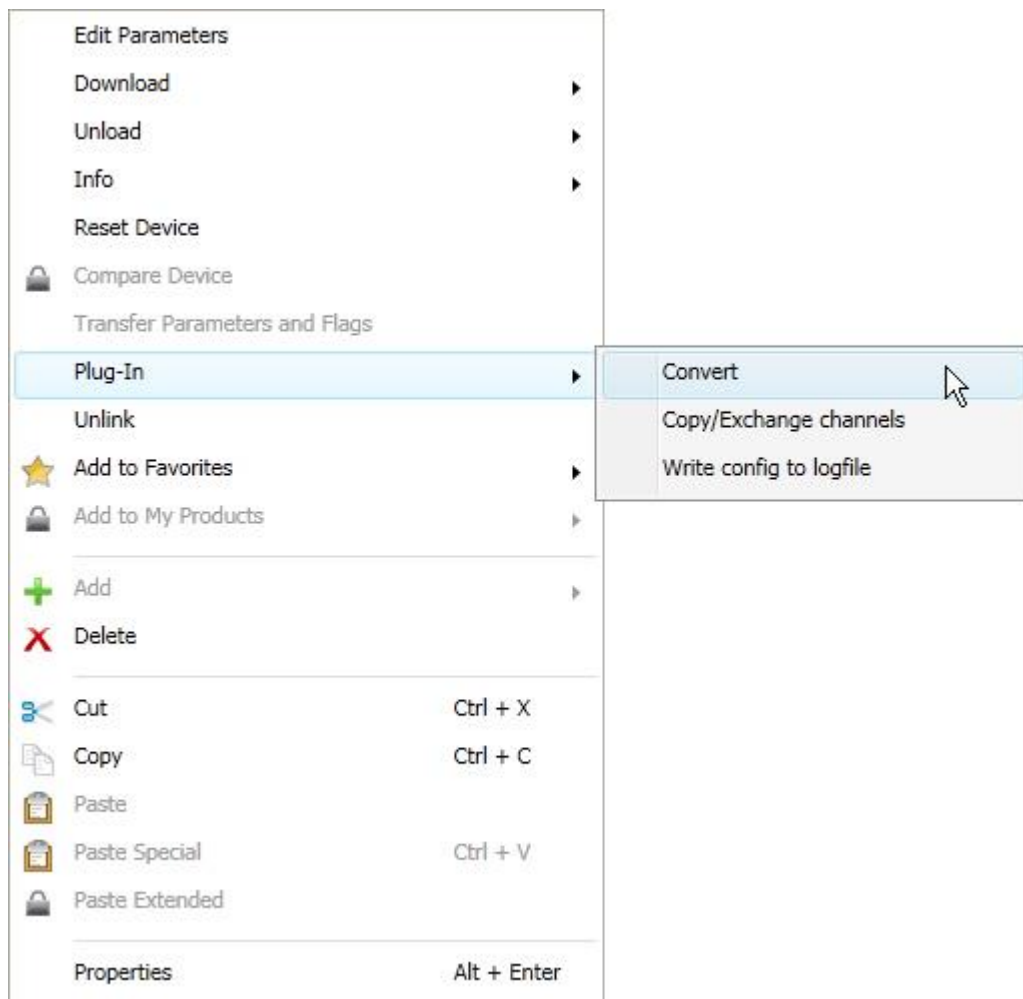 Edit Parameters
Download
Unload
Info
Reset Device
Compare Device
Transfer Parameters and Flags
Plug-In
Convert
Unlink
Copy/Exchange channels
Add to Favorites
Write config to logfile
Add to My Products
Add
Delete
Cut Ctrl + X
Copy Ctrl + C
Paste
Paste Special Ctrl + V
Paste Extended
Properties Alt + Enter